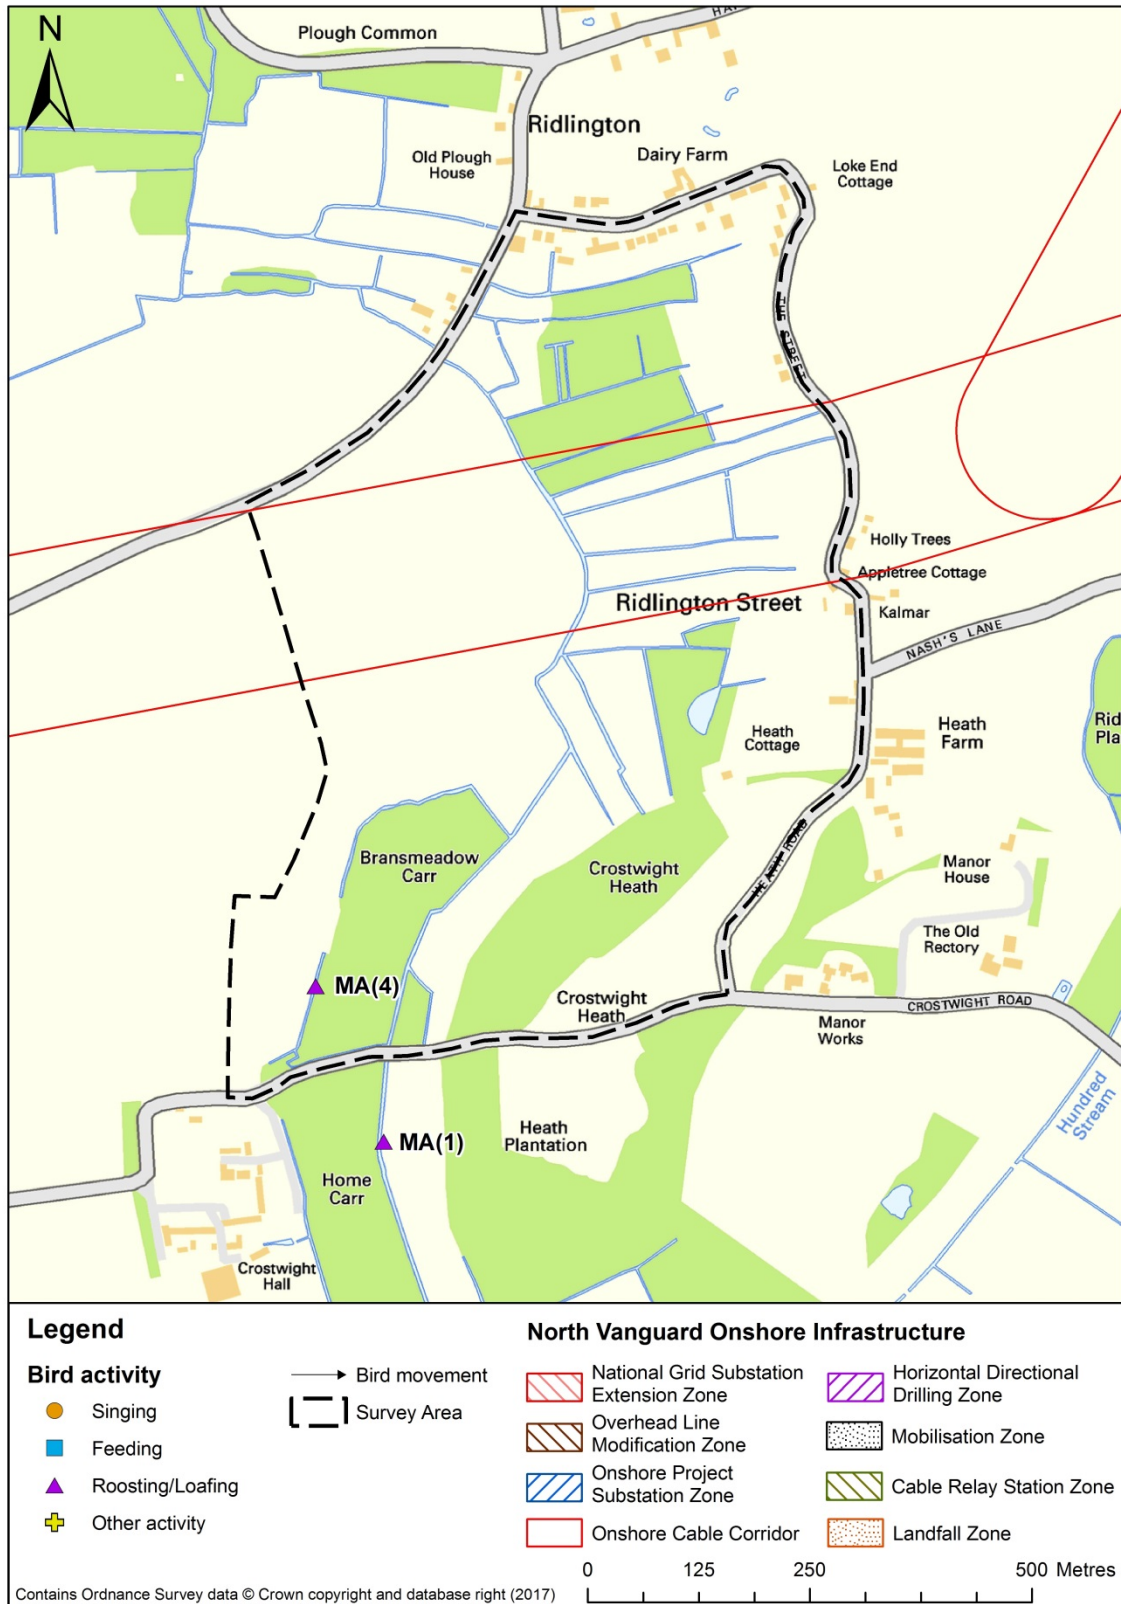 N
Plough Common
HA
Ridlington
Old Plough
House
Dairy Farm
Loke End
Cottage
THE STREET
Holly Trees
Appletree Cottage
Ridlington Street
Kalmar
NASH'S LANE
Heath
Cottage
Heath
Farm
Rid
Pla
Bransmeadow
Carr
Crostwight
Heath
HEATH ROAD
Manor
House
The Old
Rectory
MA(4)
Crostwight
Heath
CROSTWIGHT ROAD
Manor
Works
Hundred
Stream
MA(1)
Heath
Plantation
Home
Carr
Crostwight
Hall
Legend
Bird activity
Singing
Feeding
Roosting/Loafing
Other activity
Bird movement
Survey Area
North Vanguard Onshore Infrastructure
National Grid Substation
Extension Zone
Overhead Line
Modification Zone
Onshore Project
Substation Zone
Onshore Cable Corridor
Horizontal Directional
Drilling Zone
Mobilisation Zone
Cable Relay Station Zone
Landfall Zone
0 125 250 500 Metres
Contains Ordnance Survey data © Crown copyright and database right (2017)